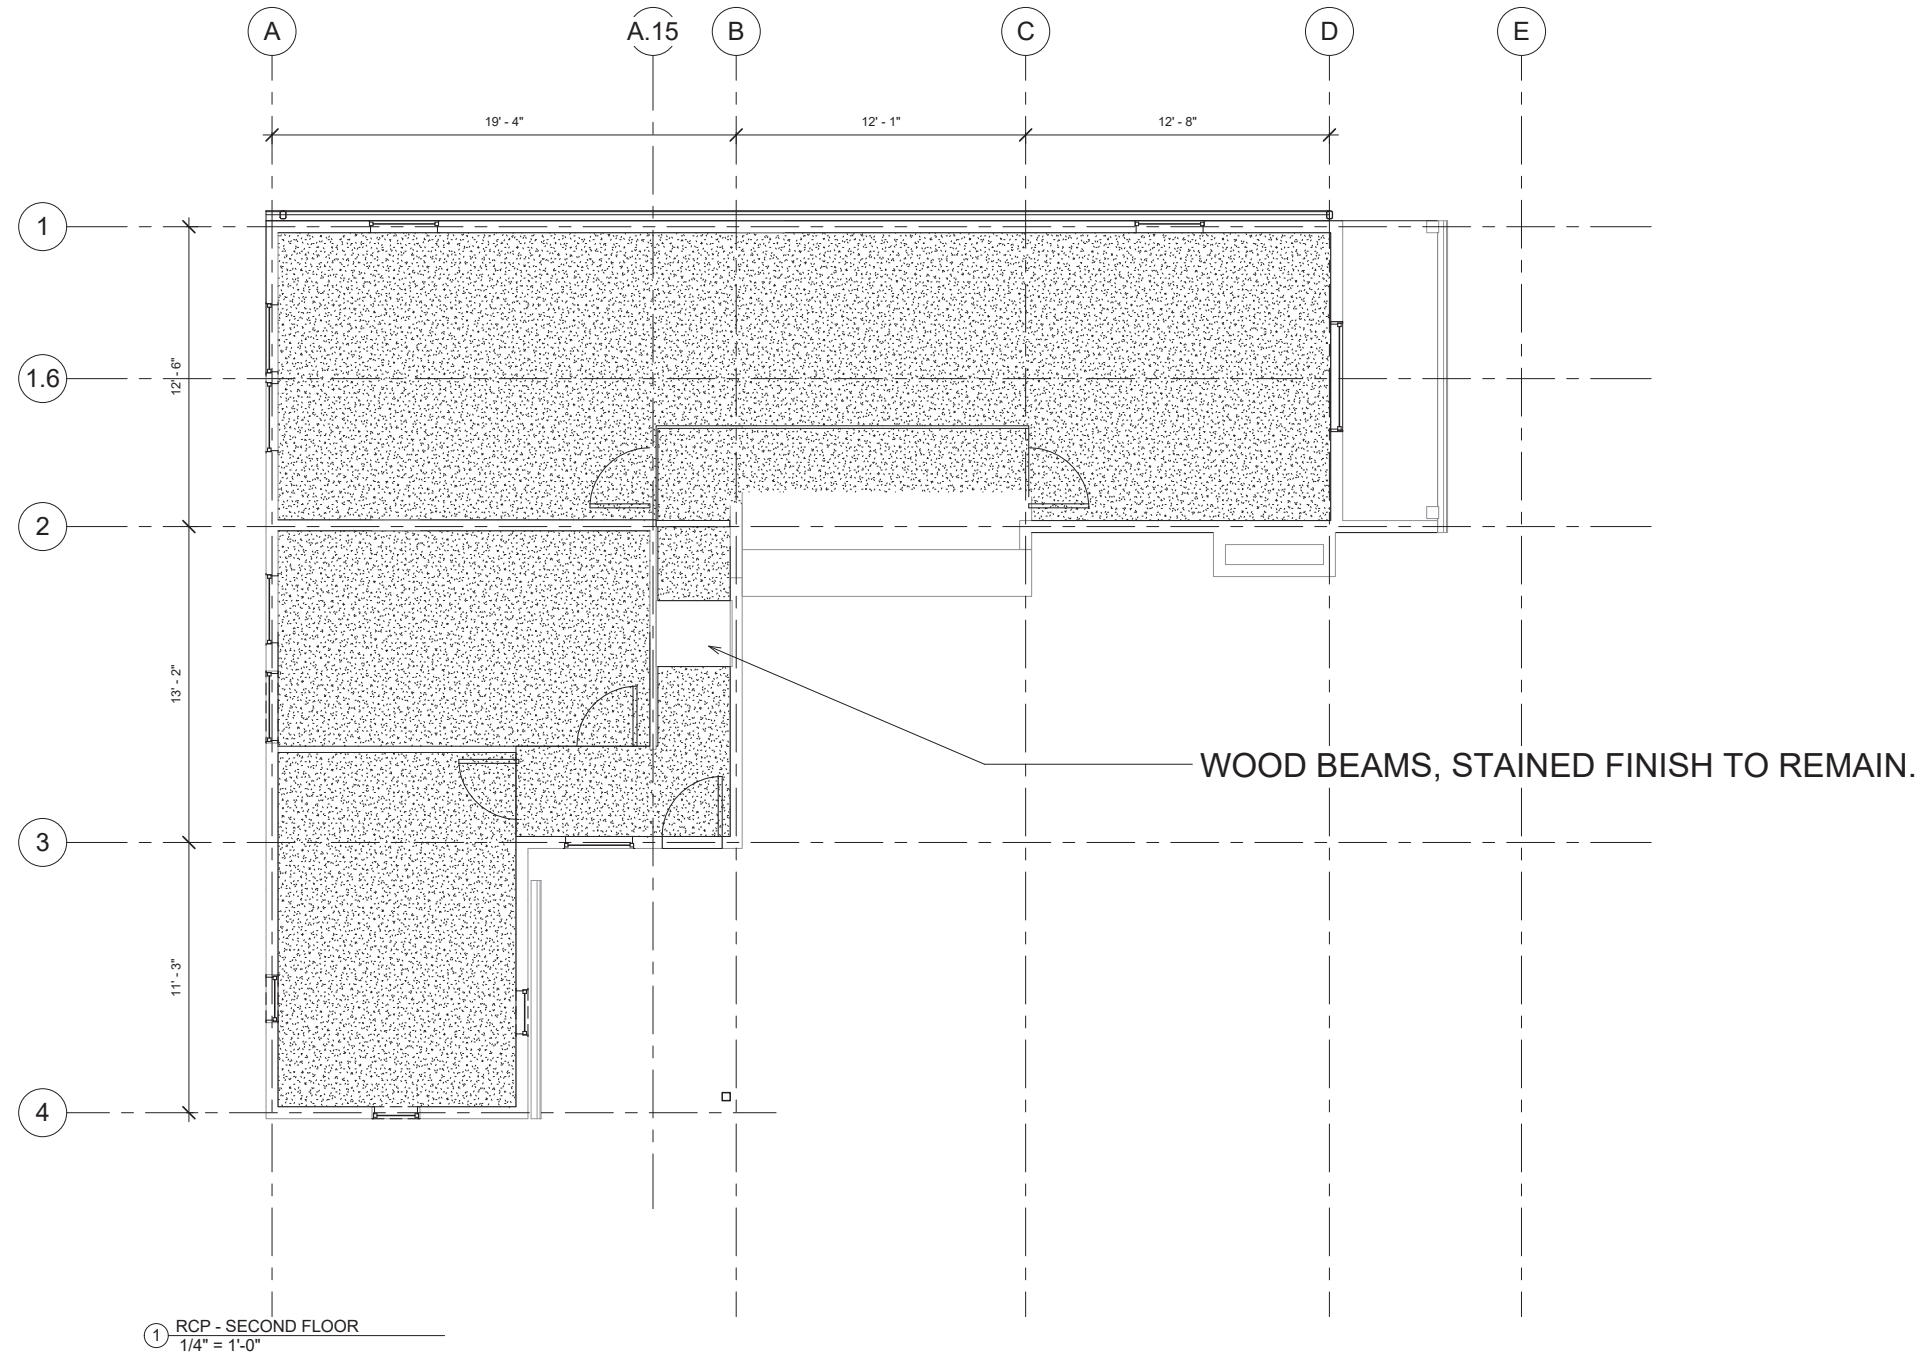 A
A.15
B
C
D
E
19' - 4"
12' - 1"
12' - 8"
1
1.6
12' - 6"
2
13' - 2"
WOOD BEAMS, STAINED FINISH TO REMAIN.
3
11' - 3"
4
1
RCP - SECOND FLOOR
1/4" = 1'-0"